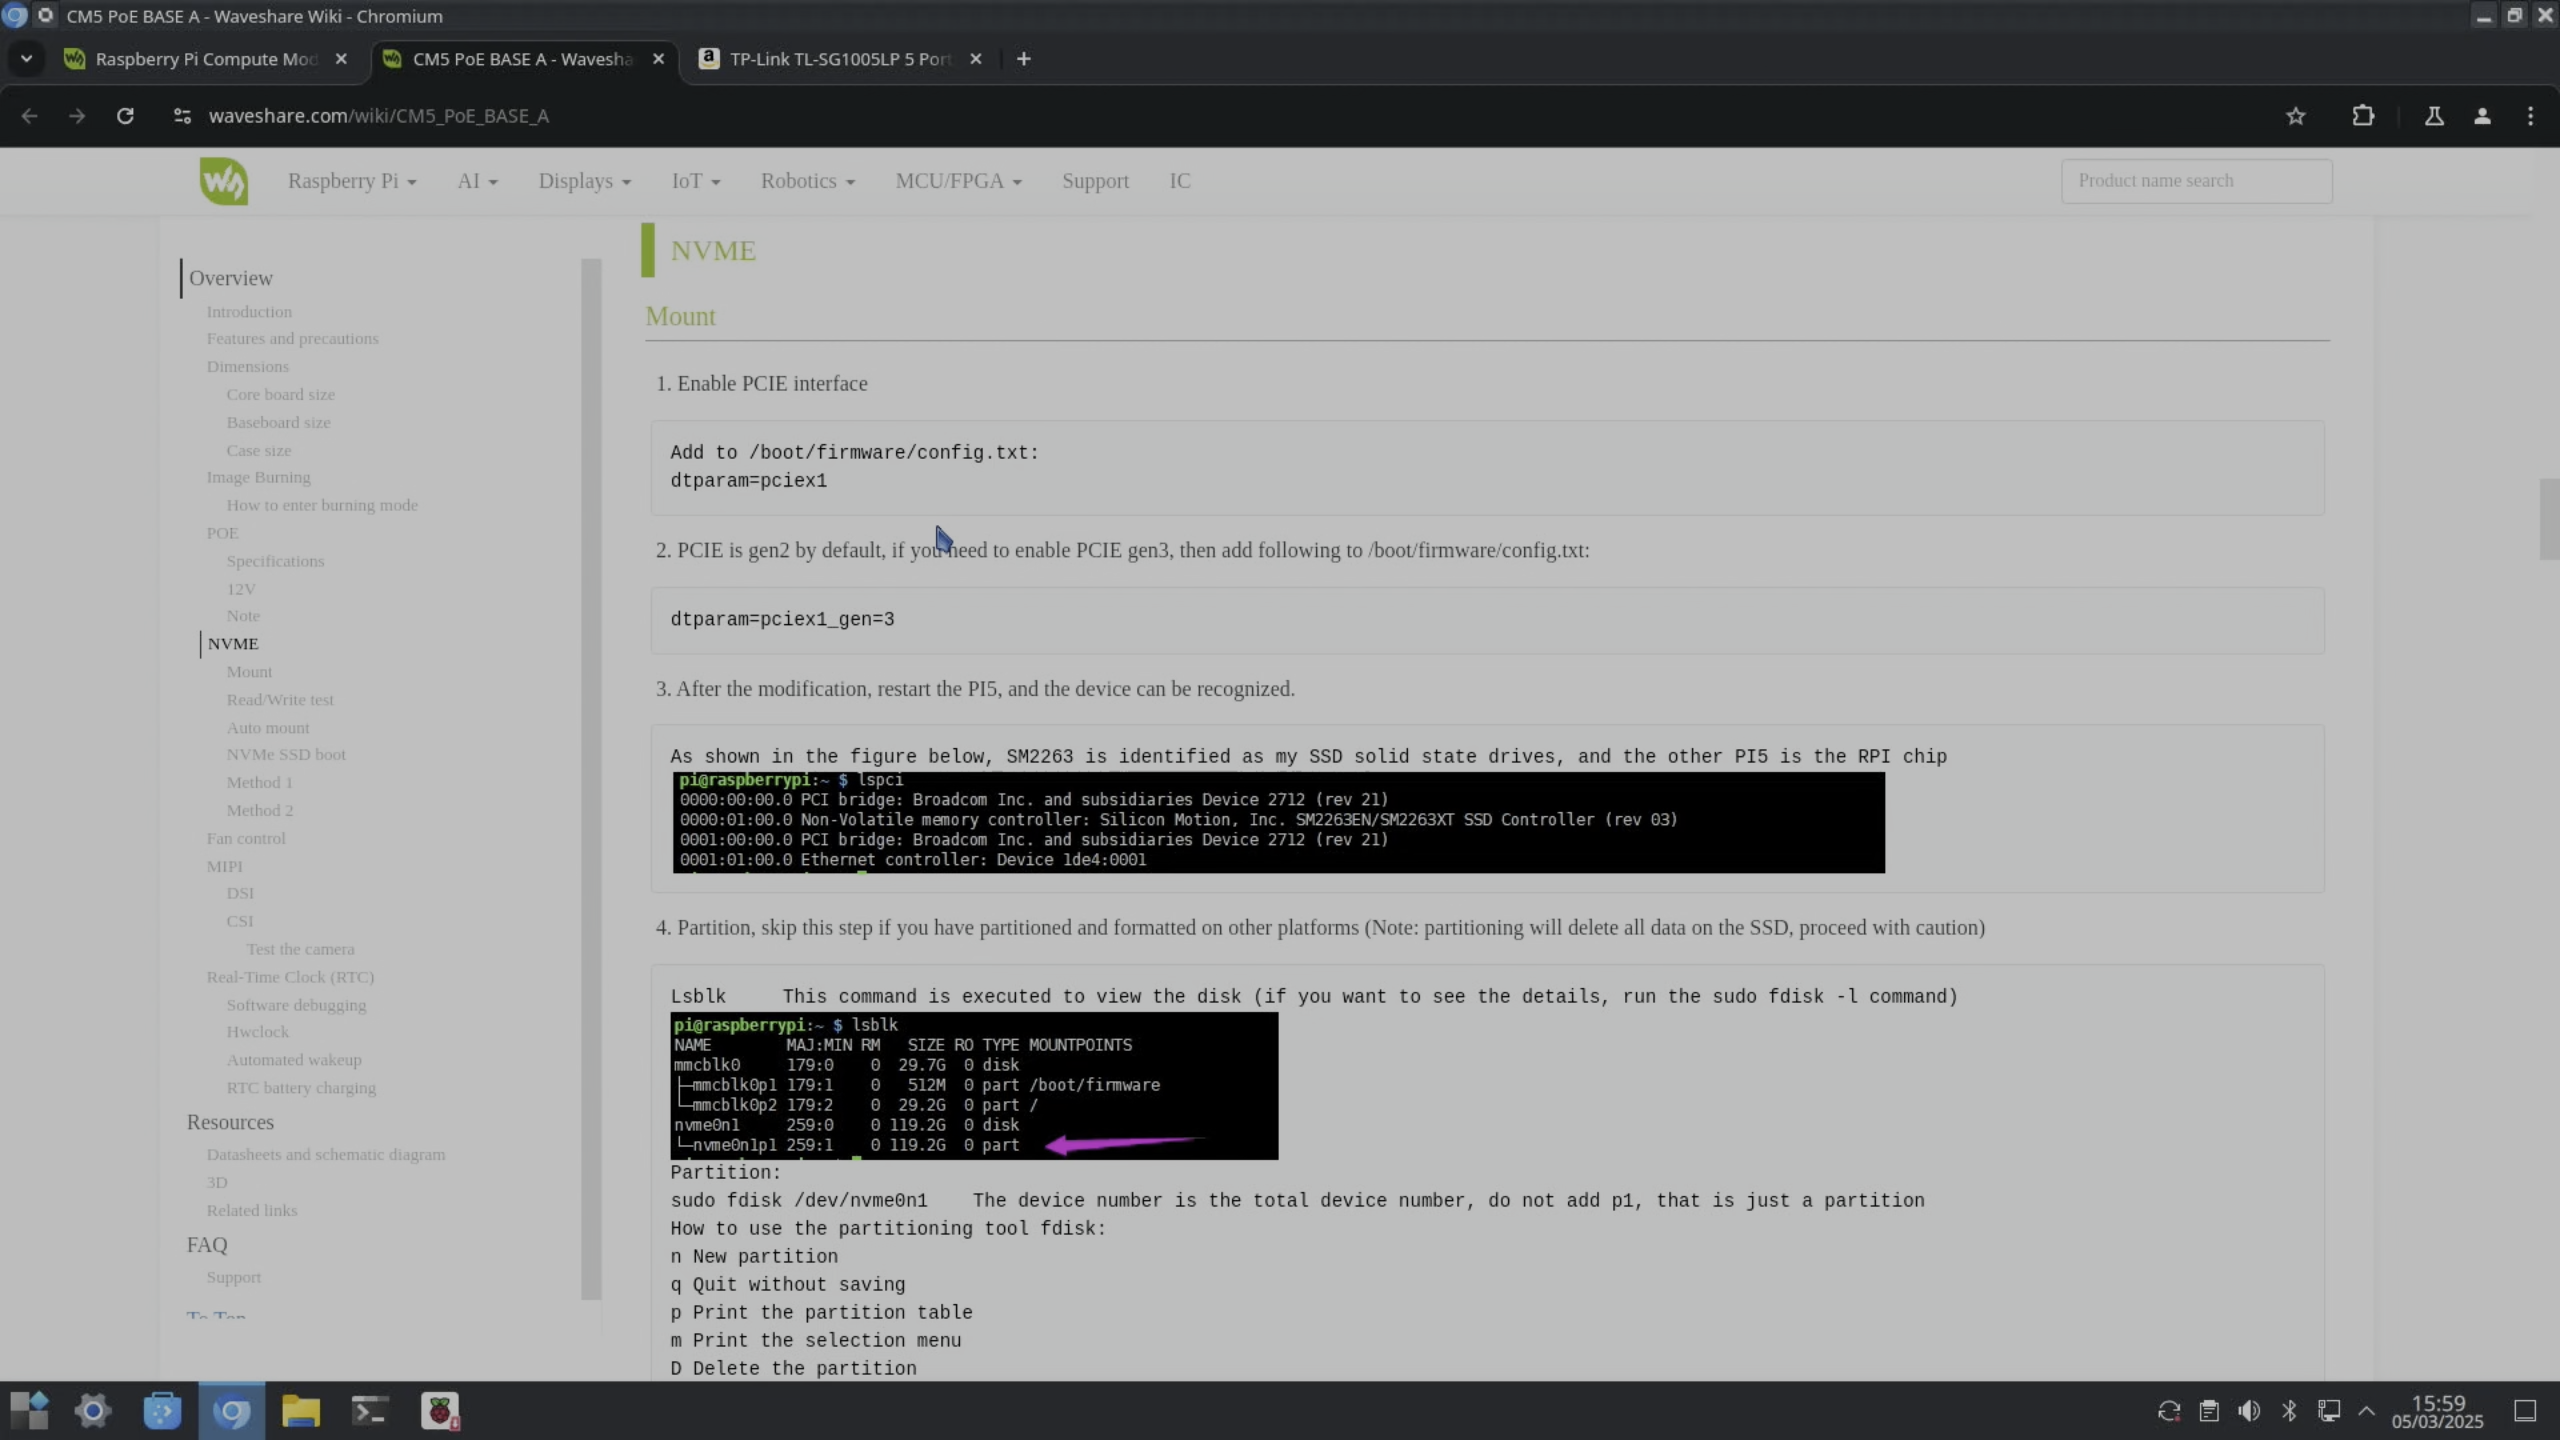 CM5 PoE BASE A - Waveshare Wiki - Chromium
Raspberry Pi Compute Mod
CM5 PoE BASE A - Wavesha
TP-Link TL-SG1005LP 5 Port
waveshare.com/wiki/CM5_PoE_BASE_A
Raspberry Pi
AI
Displays
IoT
Robotics
MCU/FPGA
Support
IC
Product name search
Overview
Introduction
Features and precautions
Dimensions
Core board size
Baseboard size
Case size
Image Burning
How to enter burning mode
POE
Specifications
12V
Note
NVME
Mount
Read/Write test
Auto mount
NVMe SSD boot
Method 1
Method 2
Fan control
MIPI
DSI
CSI
Test the camera
Real-Time Clock (RTC)
Software debugging
Hwclock
Automated wakeup
RTC battery charging
Resources
Datasheets and schematic diagram
3D
Related links
FAQ
Support
To Top
NVME
Mount
1. Enable PCIE interface
Add to /boot/firmware/config.txt:
dtparam=pciex1
2. PCIE is gen2 by default, if you need to enable PCIE gen3, then add following to /boot/firmware/config.txt:
dtparam=pciex1_gen=3
3. After the modification, restart the PI5, and the device can be recognized.
As shown in the figure below, SM2263 is identified as my SSD solid state drives, and the other PI5 is the RPI chip
pi@raspberrypi:~ $ lspci
0000:00:00.0 PCI bridge: Broadcom Inc. and subsidiaries Device 2712 (rev 21)
0000:01:00.0 Non-Volatile memory controller: Silicon Motion, Inc. SM2263EN/SM2263XT SSD Controller (rev 03)
0001:00:00.0 PCI bridge: Broadcom Inc. and subsidiaries Device 2712 (rev 21)
0001:01:00.0 Ethernet controller: Device 1de4:0001
4. Partition, skip this step if you have partitioned and formatted on other platforms (Note: partitioning will delete all data on the SSD, proceed with caution)
Lsblk     This command is executed to view the disk (if you want to see the details, run the sudo fdisk -l command)
pi@raspberrypi:~ $ lsblk
NAME        MAJ:MIN RM   SIZE RO TYPE MOUNTPOINTS
mmcblk0     179:0    0  29.7G  0 disk
├─mmcblk0p1 179:1    0   512M  0 part /boot/firmware
└─mmcblk0p2 179:2    0  29.2G  0 part /
nvme0n1     259:0    0 119.2G  0 disk
└─nvme0n1p1 259:1    0 119.2G  0 part
Partition:
sudo fdisk /dev/nvme0n1    The device number is the total device number, do not add p1, that is just a partition
How to use the partitioning tool fdisk:
n New partition
q Quit without saving
p Print the partition table
m Print the selection menu
D Delete the partition
15:59
05/03/2025